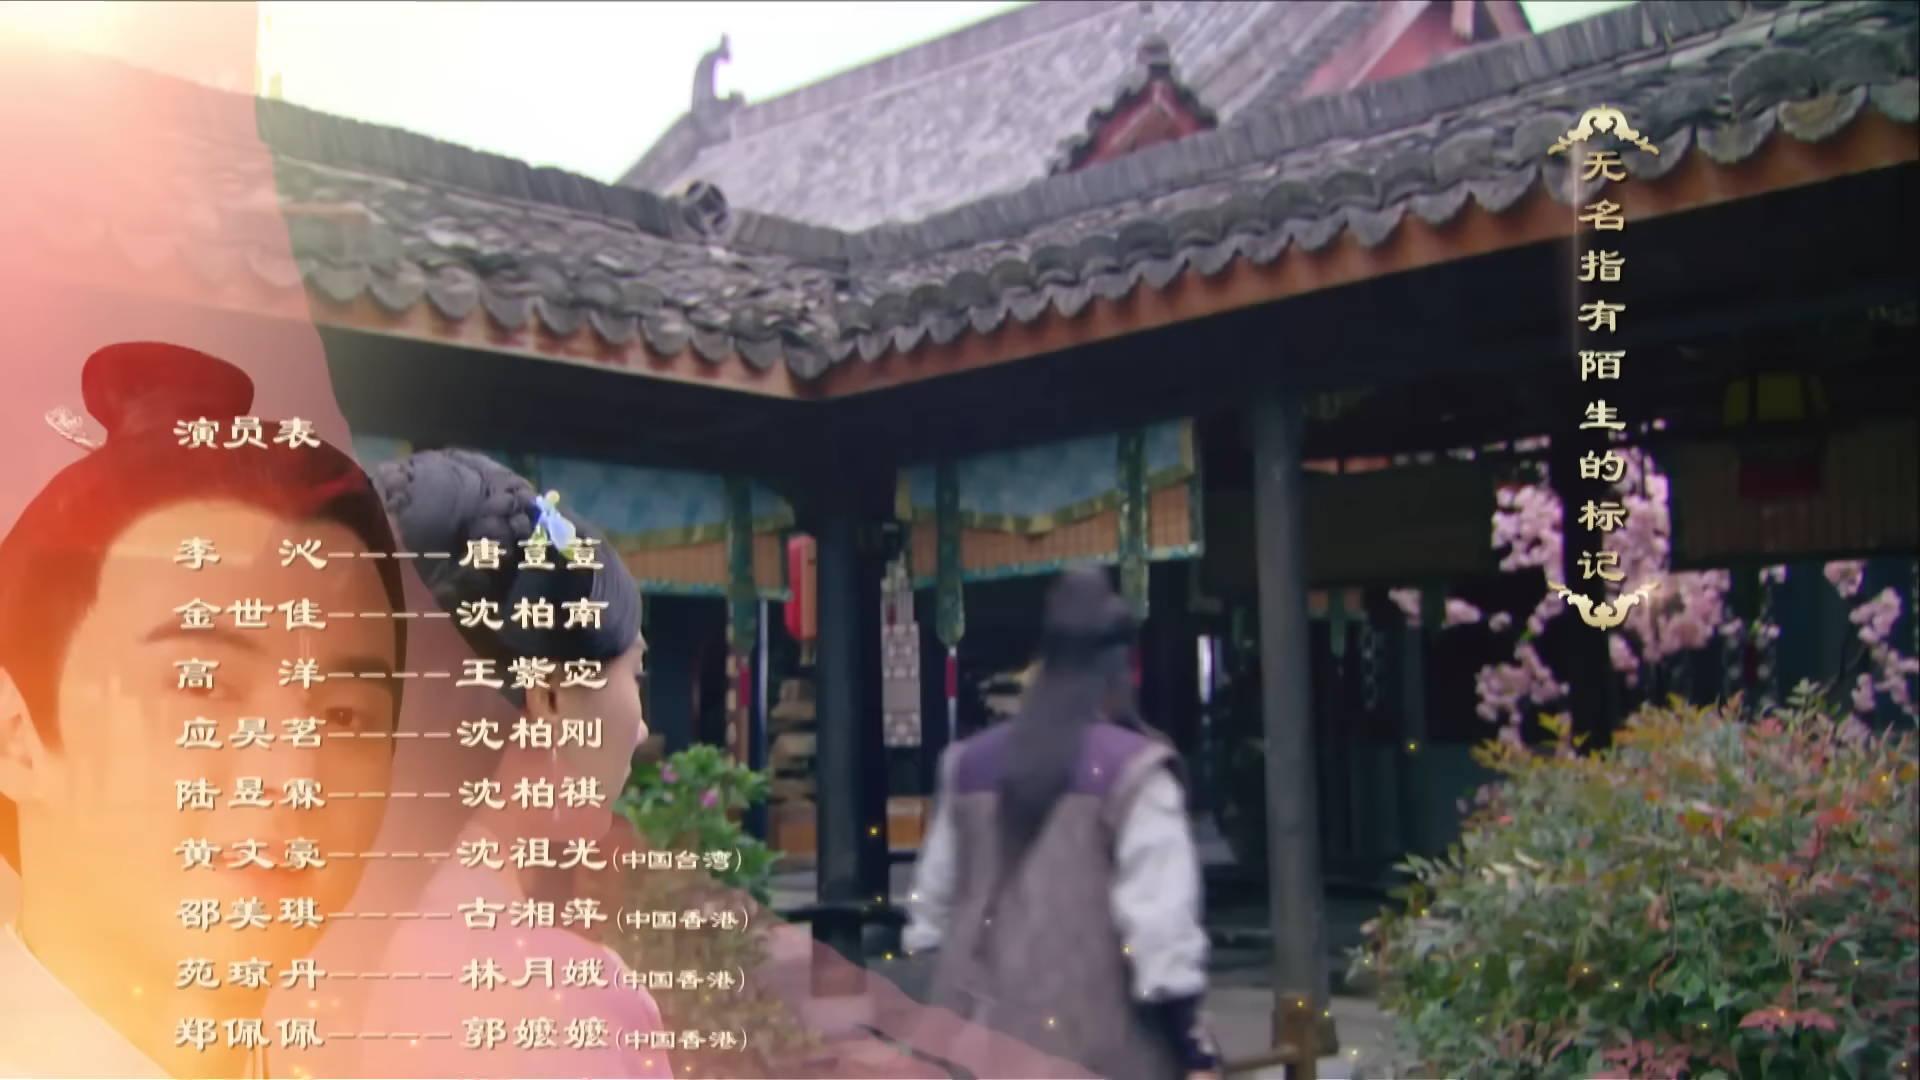 无名指有陌生的标记
演员表
李 沁----唐荳荳
金世佳----沈柏南
高 洋----王紫宓
应昊茗----沈柏刚
陆昱霖----沈柏祺
黄文豪----沈祖光(中国台湾)
邵美琪----古湘萍(中国香港)
苑琼丹----林月娥(中国香港)
郑佩佩----郭嬷嬷(中国香港)